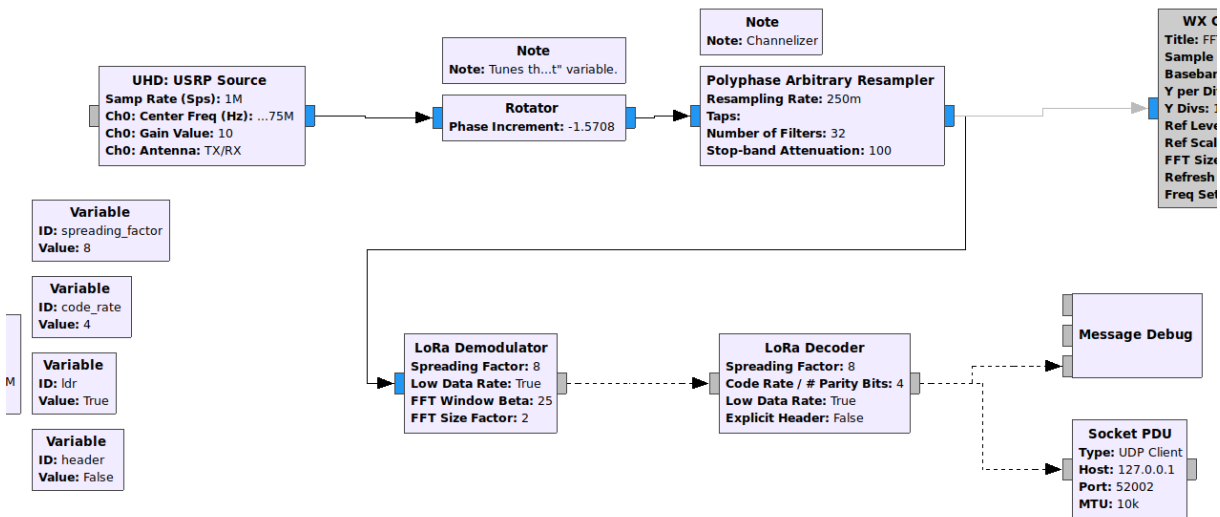 Note
Note: Channelizer
Note
Note: Tunes th...t" variable.
UHD: USRP Source
Samp Rate (Sps): 1M
Ch0: Center Freq (Hz): ...75M
Ch0: Gain Value: 10
Ch0: Antenna: TX/RX
Rotator
Phase Increment: -1.5708
Polyphase Arbitrary Resampler
Resampling Rate: 250m
Taps:
Number of Filters: 32
Stop-band Attenuation: 100
WX
Title:
Sample
Y per
Y Divs:
Ref
Ref
FFT Size
Refresh
Freq
Variable
ID: spreading_factor
Value: 8
Variable
ID: code_rate
Value: 4
M
Variable
ID: ldr
Value: True
Variable
ID: header
Value: False
LoRa Demodulator
Spreading Factor: 8
Low Data Rate: True
FFT Window Beta: 25
FFT Size Factor: 2
LoRa Decoder
Spreading Factor: 8
Code Rate / # Parity Bits: 4
Low Data Rate: True
Explicit Header: False
Message Debug
Socket PDU
Type: UDP Client
Host: 127.0.0.1
Port: 52002
MTU: 10k